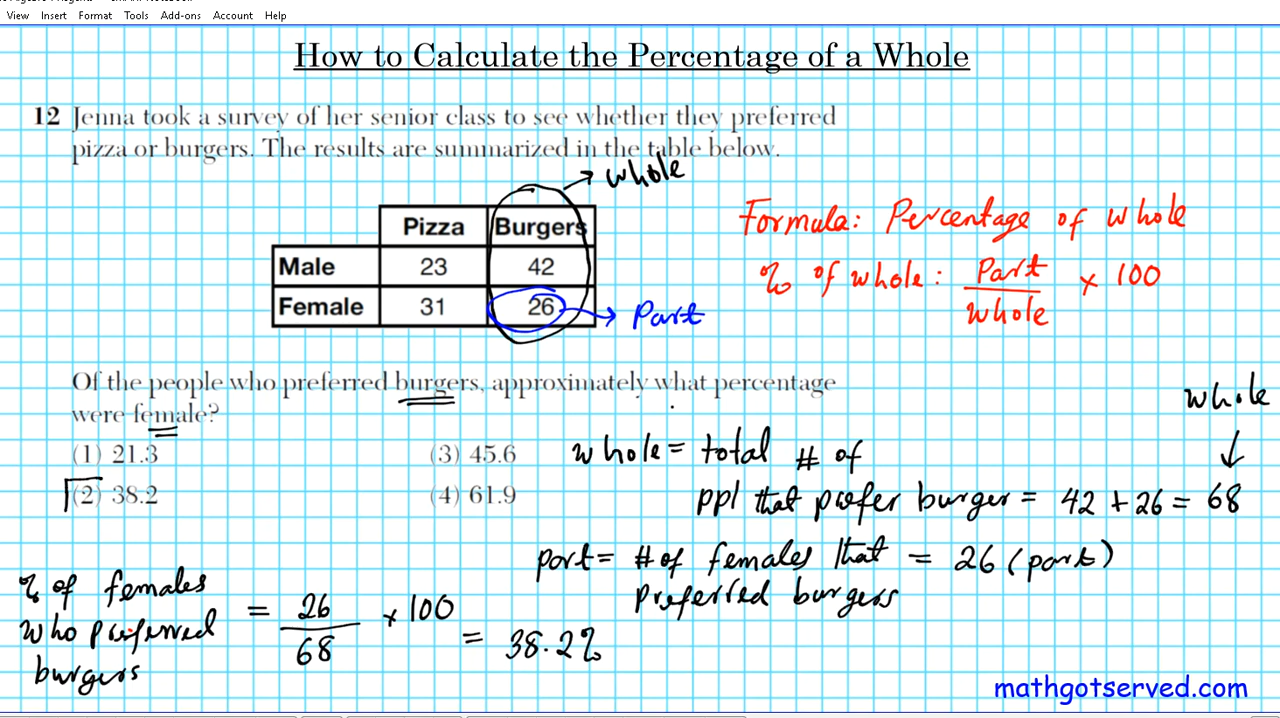 View Insert Format Tools Add-ons Account Help
How to Calculate the Percentage of a Whole
12 Jenna took a survey of her senior class to see whether they preferred
pizza or burgers. The results are summarized in the table below.
whole
Pizza Burgers
Male 23 42
Female 31 26
Part
Formula: Percentage of whole
% of whole: Part/whole × 100
Of the people who preferred burgers, approximately what percentage
were female?
(1) 21.3 (3) 45.6
(2) 38.2 (4) 61.9
whole
whole = total # of
ppl that prefer burger = 42 + 26 = 68
part = # of females that = 26 (part)
preferred burgers
% of females
who preferred
burgers
= 26/68 × 100 = 38.2%
mathgotserved.com